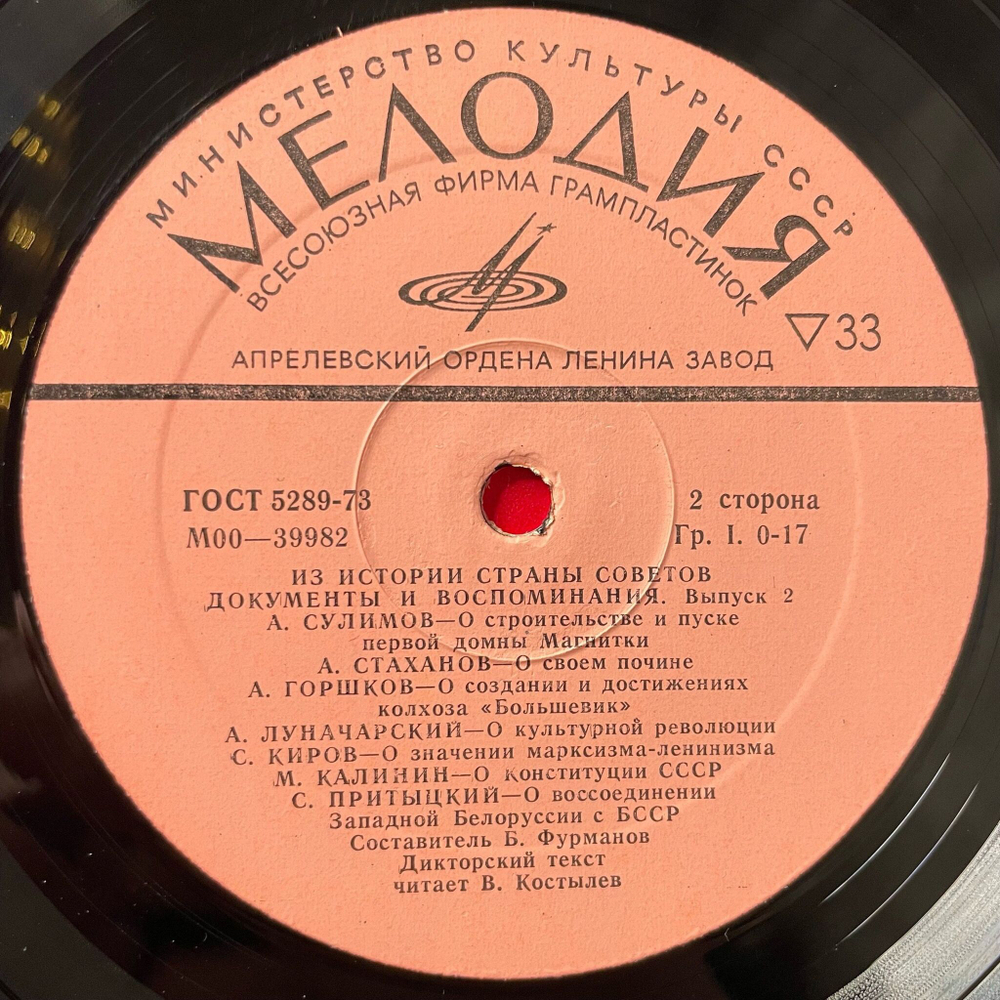 МИНИСТЕРСТВО КУЛЬТУРЫ СССР
МЕЛОДИЯ
ВСЕСОЮЗНАЯ ФИРМА ГРАМПЛАСТИНОК
▽33
АПРЕЛЕВСКИЙ ОРДЕНА ЛЕНИНА ЗАВОД
ГОСТ 5289-73
2 сторона
М00—39982
Гр. I. 0-17
ИЗ ИСТОРИИ СТРАНЫ СОВЕТОВ
ДОКУМЕНТЫ И ВОСПОМИНАНИЯ. Выпуск 2
А. СУЛИМОВ—О строительстве и пуске
первой домны Магнитки
А. СТАХАНОВ—О своем почине
А. ГОРШКОВ—О создании и достижениях
колхоза «Большевик»
А. ЛУНАЧАРСКИЙ—О культурной революции
С. КИРОВ—О значении марксизма-ленинизма
М. КАЛИНИН—О Конституции СССР
С. ПРИТЫЦКИЙ—О воссоединении
Западной Белоруссии с БССР
Составитель Б. Фурманов
Дикторский текст
читает В. Костылев